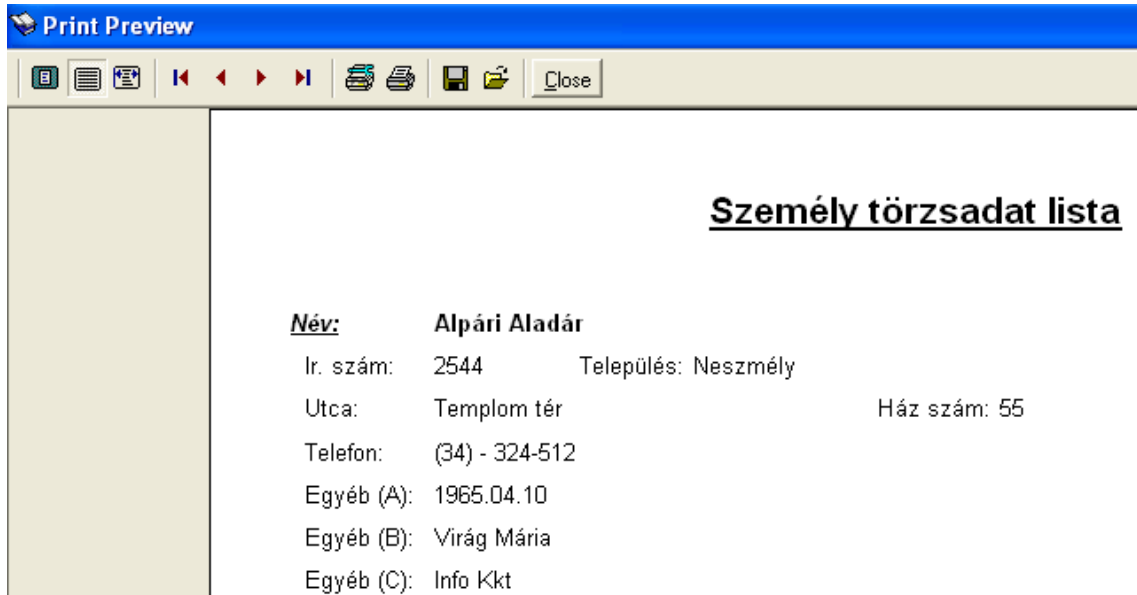 Print Preview
Close
Személy törzsadat lista
Név: Alpári Aladár
Ir. szám: 2544 Település: Neszmély
Utca: Templom tér Ház szám: 55
Telefon: (34) - 324-512
Egyéb (A): 1965.04.10
Egyéb (B): Virág Mária
Egyéb (C): Info Kkt